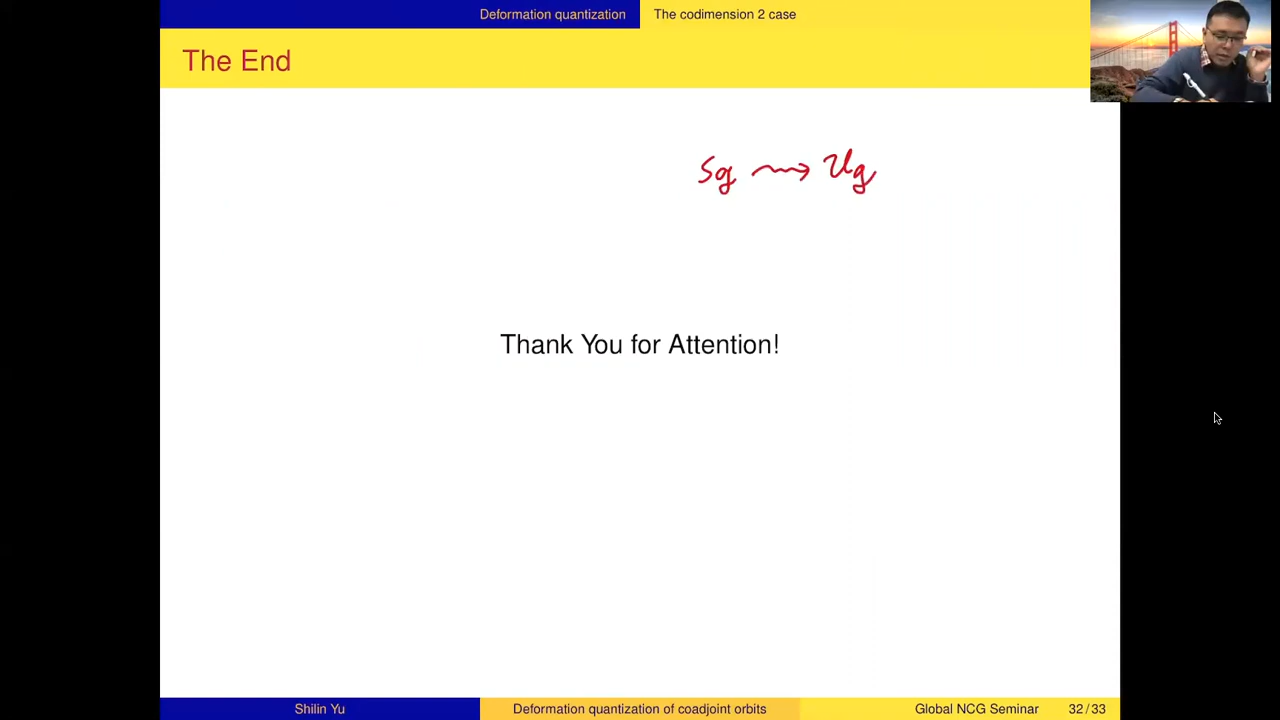 Deformation quantization The codimension 2 case
The End
Sg ⇝ Ug
Thank You for Attention!
Shilin Yu Deformation quantization of coadjoint orbits Global NCG Seminar 32 / 33